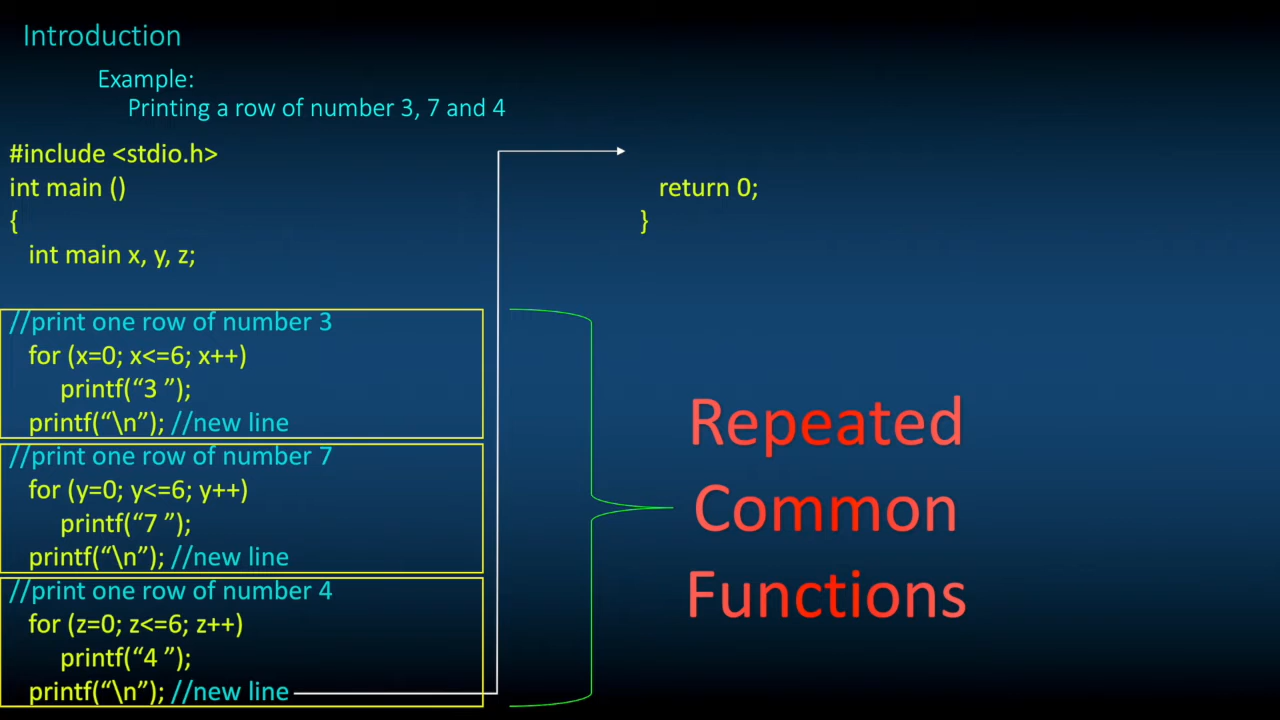 Introduction
Example:
Printing a row of number 3, 7 and 4
#include <stdio.h>
int main ()
{
int main x, y, z;
//print one row of number 3
for (x=0; x<=6; x++)
printf(“3 ”);
printf(“\n”); //new line
//print one row of number 7
for (y=0; y<=6; y++)
printf(“7 ”);
printf(“\n”); //new line
//print one row of number 4
for (z=0; z<=6; z++)
printf(“4 ”);
printf(“\n”); //new line
return 0;
}
Repeated
Common
Functions